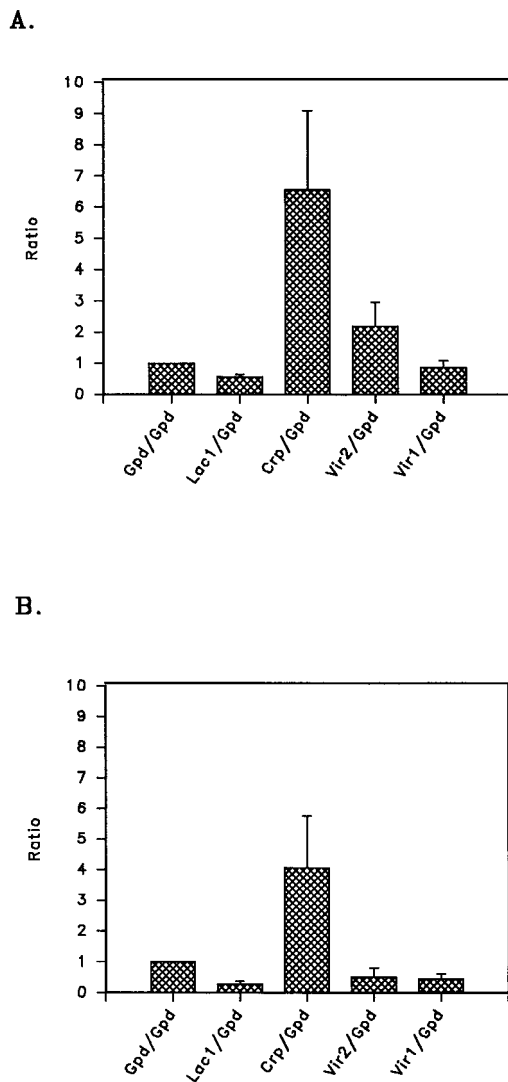 A.
10
9
8
7
6
5
4
3
2
1
0
Ratio
Gpd/Gpd
Lac1/Gpd
Crp/Gpd
Vir2/Gpd
Vir1/Gpd
B.
10
9
8
7
6
5
4
3
2
1
0
Ratio
Gpd/Gpd
Lac1/Gpd
Crp/Gpd
Vir2/Gpd
Vir1/Gpd